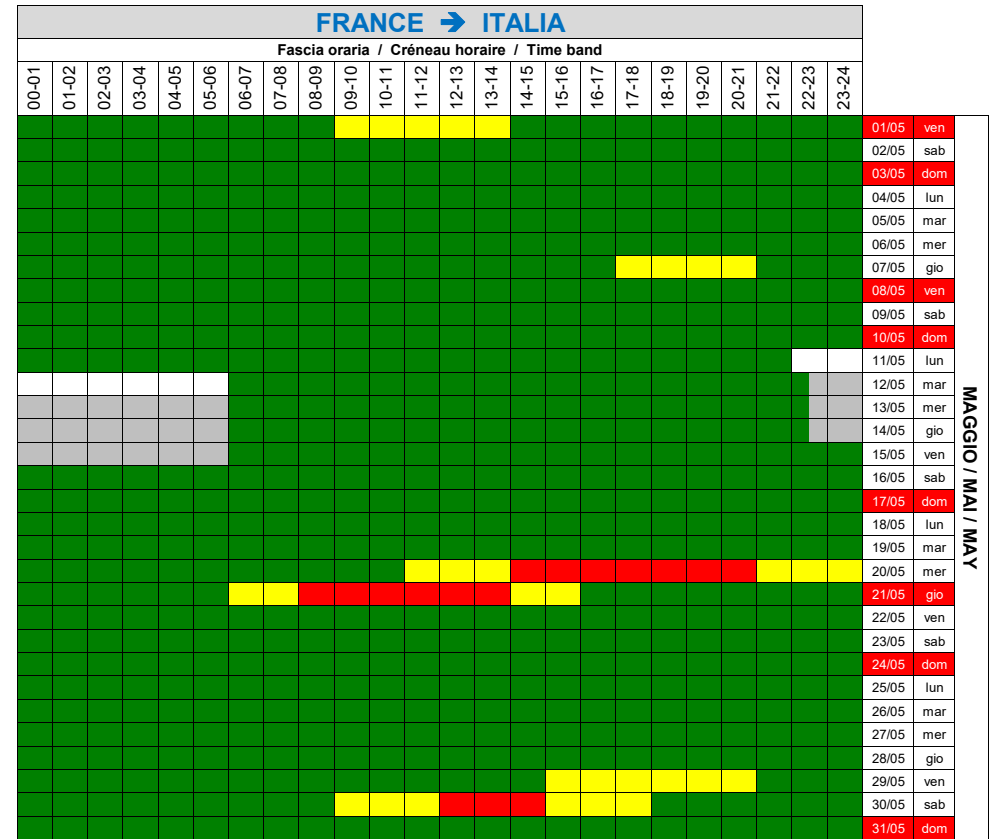 FRANCE ➔ ITALIA
Fascia oraria / Créneau horaire / Time band
00-01 01-02 02-03 03-04 04-05 05-06 06-07 07-08 08-09 09-10 10-11 11-12 12-13 13-14 14-15 15-16 16-17 17-18 18-19 19-20 20-21 21-22 22-23 23-24
01/05 ven
02/05 sab
03/05 dom
04/05 lun
05/05 mar
06/05 mer
07/05 gio
08/05 ven
09/05 sab
10/05 dom
11/05 lun
12/05 mar
13/05 mer
14/05 gio
15/05 ven
16/05 sab
17/05 dom
18/05 lun
19/05 mar
20/05 mer
21/05 gio
22/05 ven
23/05 sab
24/05 dom
25/05 lun
26/05 mar
27/05 mer
28/05 gio
29/05 ven
30/05 sab
31/05 dom
MAGGIO / MAI / MAY